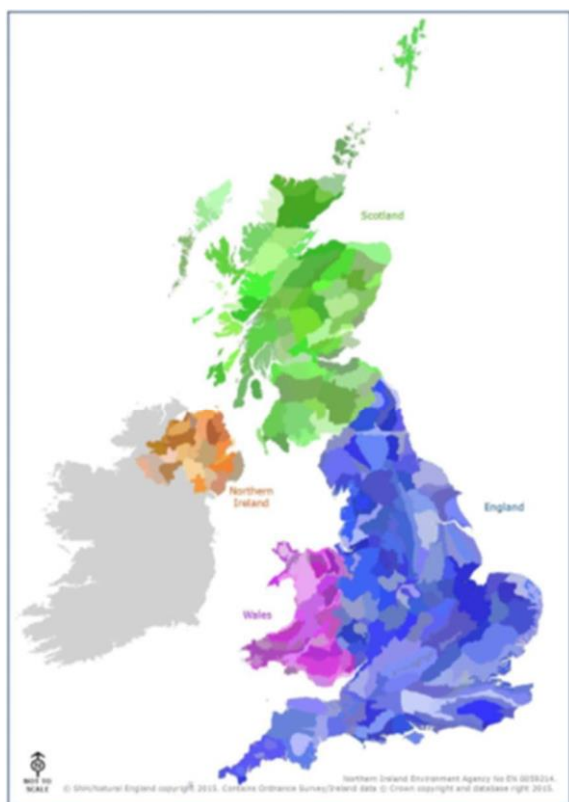 Scotland
Northern
Ireland
England
Wales
NOT TO
SCALE
Northern Ireland Environment Agency No EN
© SNH/Natural England copyright 2015. Contains Ordnance Survey/Ireland data © Crown copyright and database right 2015.